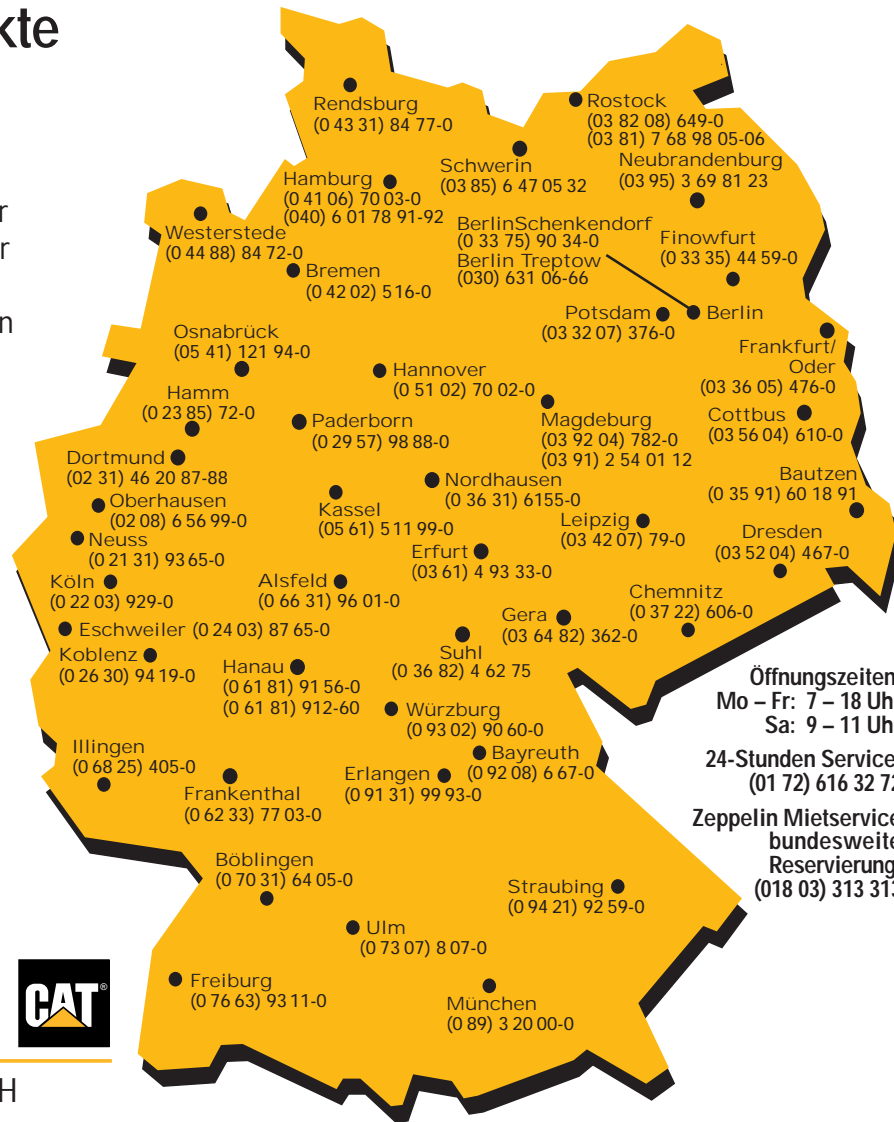 kte
Rendsburg
(0 43 31) 84 77-0
Rostock
(03 82 08) 649-0
(03 81) 7 68 98 05-06
Schwerin
(03 85) 6 47 05 32
Neubrandenburg
(03 95) 3 69 81 23
Hamburg
(0 41 06) 70 03-0
(040) 6 01 78 91-92
r
r
n
Westerstede
(0 44 88) 84 72-0
BerlinSchenkendorf
(0 33 75) 90 34-0
Berlin Treptow
(030) 631 06-66
Finowfurt
(0 33 35) 44 59-0
Bremen
(0 42 02) 516-0
Potsdam
(03 32 07) 376-0
Berlin
Osnabrück
(05 41) 121 94-0
Frankfurt/
Oder
(03 36 05) 476-0
Hannover
(0 51 02) 70 02-0
Hamm
(0 23 85) 72-0
Paderborn
(0 29 57) 98 88-0
Magdeburg
(03 92 04) 782-0
(03 91) 2 54 01 12
Cottbus
(03 56 04) 610-0
Dortmund
(02 31) 46 20 87-88
Nordhausen
(0 36 31) 6155-0
Bautzen
(0 35 91) 60 18 91
Oberhausen
(02 08) 6 56 99-0
Kassel
(05 61) 5 11 99-0
Leipzig
(03 42 07) 79-0
Dresden
(03 52 04) 467-0
Neuss
(0 21 31) 93 65-0
Erfurt
(03 61) 4 93 33-0
Köln
(0 22 03) 929-0
Alsfeld
(0 66 31) 96 01-0
Chemnitz
(0 37 22) 606-0
Gera
(03 64 82) 362-0
Eschweiler (0 24 03) 87 65-0
Suhl
(0 36 82) 4 62 75
Koblenz
(0 26 30) 94 19-0
Hanau
(0 61 81) 91 56-0
(0 61 81) 912-60
Würzburg
(0 93 02) 90 60-0
Öffnungszeiten
Mo – Fr: 7 – 18 Uh
Sa: 9 – 11 Uh
24-Stunden Service
(01 72) 616 32 72
Zeppelin Mietservice
bundesweite
Reservierung
(018 03) 313 313
Illingen
(0 68 25) 405-0
Bayreuth
(0 92 08) 6 67-0
Frankenthal
(0 62 33) 77 03-0
Erlangen
(0 91 31) 99 93-0
Böblingen
(0 70 31) 64 05-0
Straubing
(0 94 21) 92 59-0
Ulm
(0 73 07) 8 07-0
Freiburg
(0 76 63) 93 11-0
München
(0 89) 3 20 00-0
CAT®
H